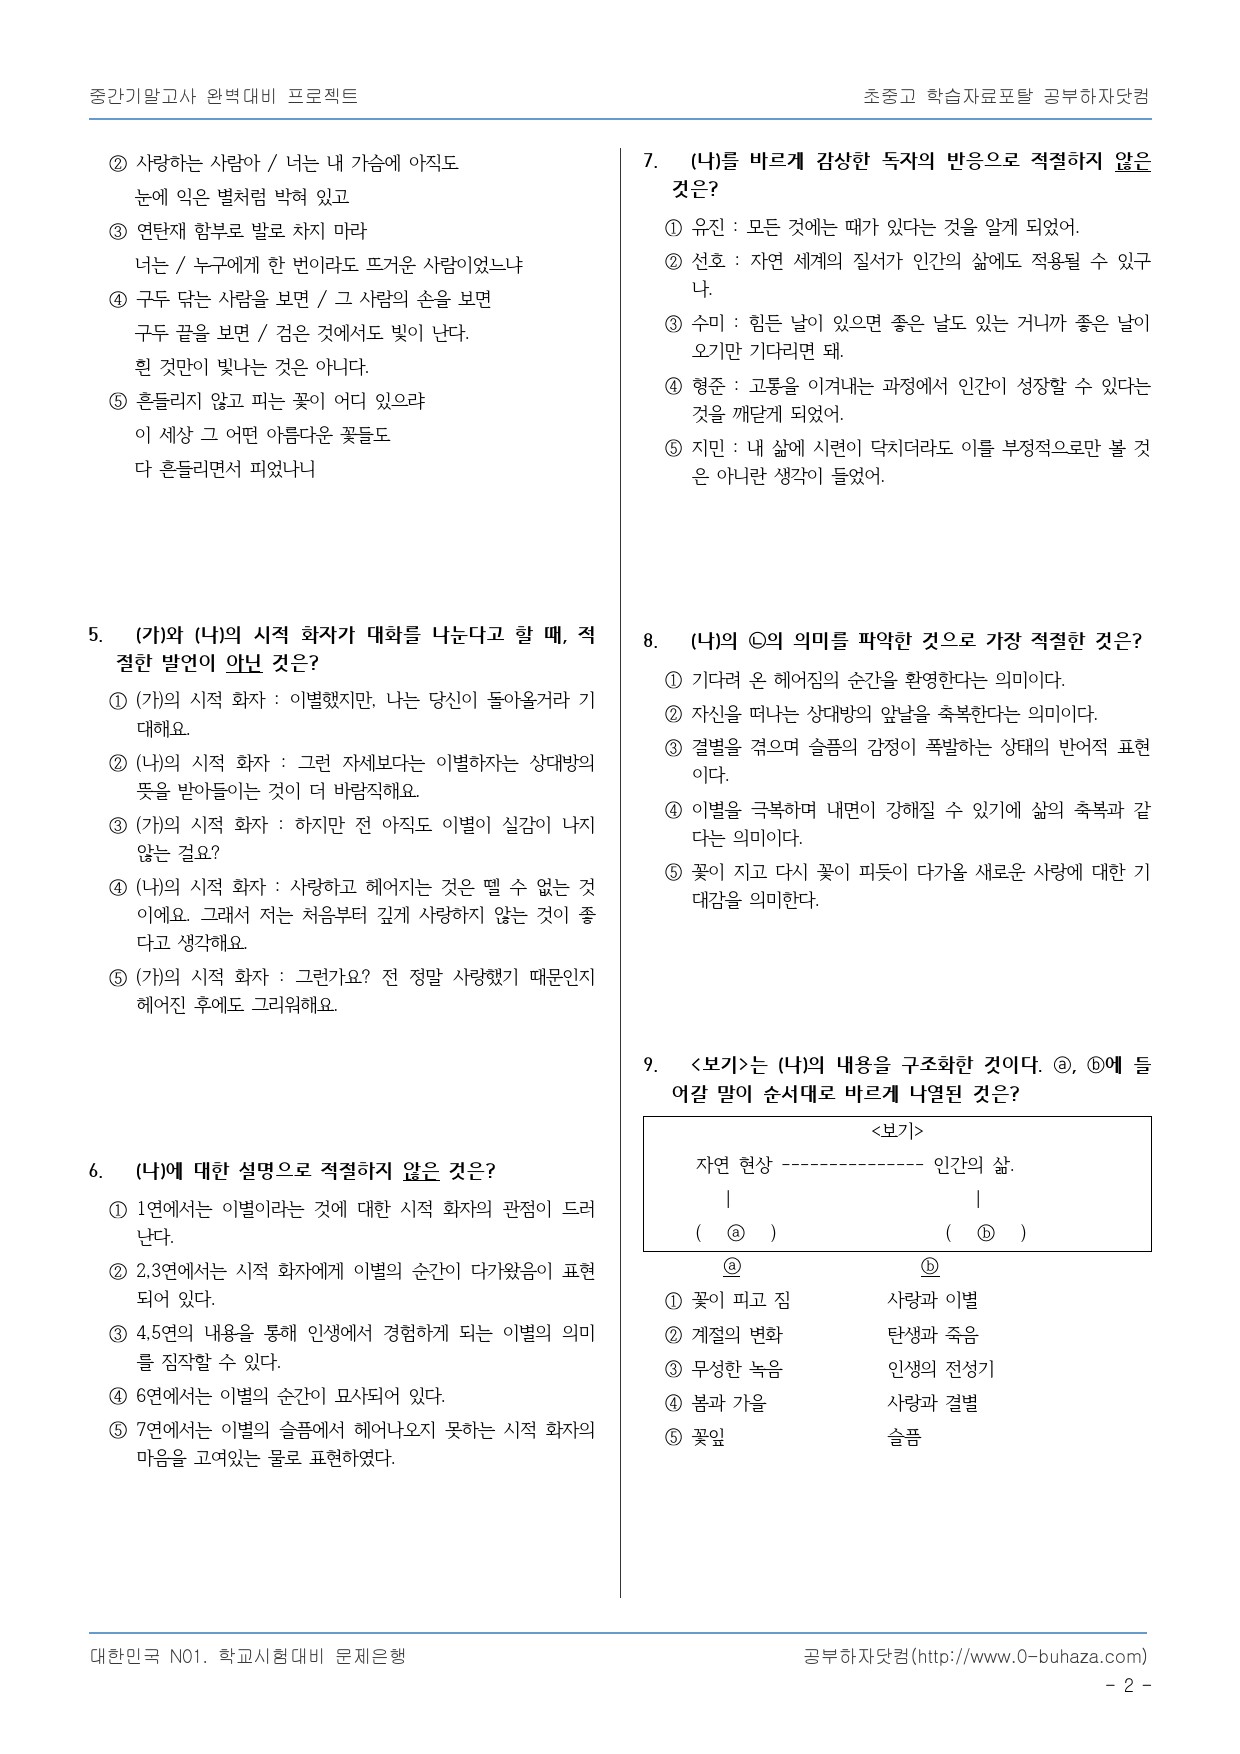 중간기말고사 완벽대비 프로젝트
초중고 학습자료포탈 공부하자닷컴
② 사랑하는 사람아 / 너는 내 가슴에 아직도
눈에 익은 별처럼 박혀 있고
③ 연탄재 함부로 발로 차지 마라
너는 / 누구에게 한 번이라도 뜨거운 사람이었느냐
④ 구두 닦는 사람을 보면 / 그 사람의 손을 보면
구두 끝을 보면 / 검은 것에서도 빛이 난다.
흰 것만이 빛나는 것은 아니다.
⑤ 흔들리지 않고 피는 꽃이 어디 있으랴
이 세상 그 어떤 아름다운 꽃들도
다 흔들리면서 피었나니
5. (가)와 (나)의 시적 화자가 대화를 나눈다고 할 때, 적
절한 발언이 아닌 것은?
① (가)의 시적 화자 : 이별했지만, 나는 당신이 돌아올거라 기
대해요.
② (나)의 시적 화자 : 그런 자세보다는 이별하자는 상대방의
뜻을 받아들이는 것이 더 바람직해요.
③ (가)의 시적 화자 : 하지만 전 아직도 이별이 실감이 나지
않는 걸요?
④ (나)의 시적 화자 : 사랑하고 헤어지는 것은 뗄 수 없는 것
이에요. 그래서 저는 처음부터 깊게 사랑하지 않는 것이 좋
다고 생각해요.
⑤ (가)의 시적 화자 : 그런가요? 전 정말 사랑했기 때문인지
헤어진 후에도 그리워해요.
6. (나)에 대한 설명으로 적절하지 않은 것은?
① 1연에서는 이별이라는 것에 대한 시적 화자의 관점이 드러
난다.
② 2,3연에서는 시적 화자에게 이별의 순간이 다가왔음이 표현
되어 있다.
③ 4,5연의 내용을 통해 인생에서 경험하게 되는 이별의 의미
를 짐작할 수 있다.
④ 6연에서는 이별의 순간이 묘사되어 있다.
⑤ 7연에서는 이별의 슬픔에서 헤어나오지 못하는 시적 화자의
마음을 고여있는 물로 표현하였다.
7. (나)를 바르게 감상한 독자의 반응으로 적절하지 않은
것은?
① 유진 : 모든 것에는 때가 있다는 것을 알게 되었어.
② 선호 : 자연 세계의 질서가 인간의 삶에도 적용될 수 있구
나.
③ 수미 : 힘든 날이 있으면 좋은 날도 있는 거니까 좋은 날이
오기만 기다리면 돼.
④ 형준 : 고통을 이겨내는 과정에서 인간이 성장할 수 있다는
것을 깨닫게 되었어.
⑤ 지민 : 내 삶에 시련이 닥치더라도 이를 부정적으로만 볼 것
은 아니란 생각이 들었어.
8. (나)의 ㉡의 의미를 파악한 것으로 가장 적절한 것은?
① 기다려 온 헤어짐의 순간을 환영한다는 의미이다.
② 자신을 떠나는 상대방의 앞날을 축복한다는 의미이다.
③ 결별을 겪으며 슬픔의 감정이 폭발하는 상태의 반어적 표현
이다.
④ 이별을 극복하며 내면이 강해질 수 있기에 삶의 축복과 같
다는 의미이다.
⑤ 꽃이 지고 다시 꽃이 피듯이 다가올 새로운 사랑에 대한 기
대감을 의미한다.
9. <보기>는 (나)의 내용을 구조화한 것이다. ⓐ, ⓑ에 들
어갈 말이 순서대로 바르게 나열된 것은?
<보기>
자연 현상 --------------- 인간의 삶.
| |
( ⓐ ) ( ⓑ )
ⓐ ⓑ
① 꽃이 피고 짐 사랑과 이별
② 계절의 변화 탄생과 죽음
③ 무성한 녹음 인생의 전성기
④ 봄과 가을 사랑과 결별
⑤ 꽃잎 슬픔
대한민국 N01. 학교시험대비 문제은행
공부하자닷컴(http://www.0-buhaza.com)
- 2 -